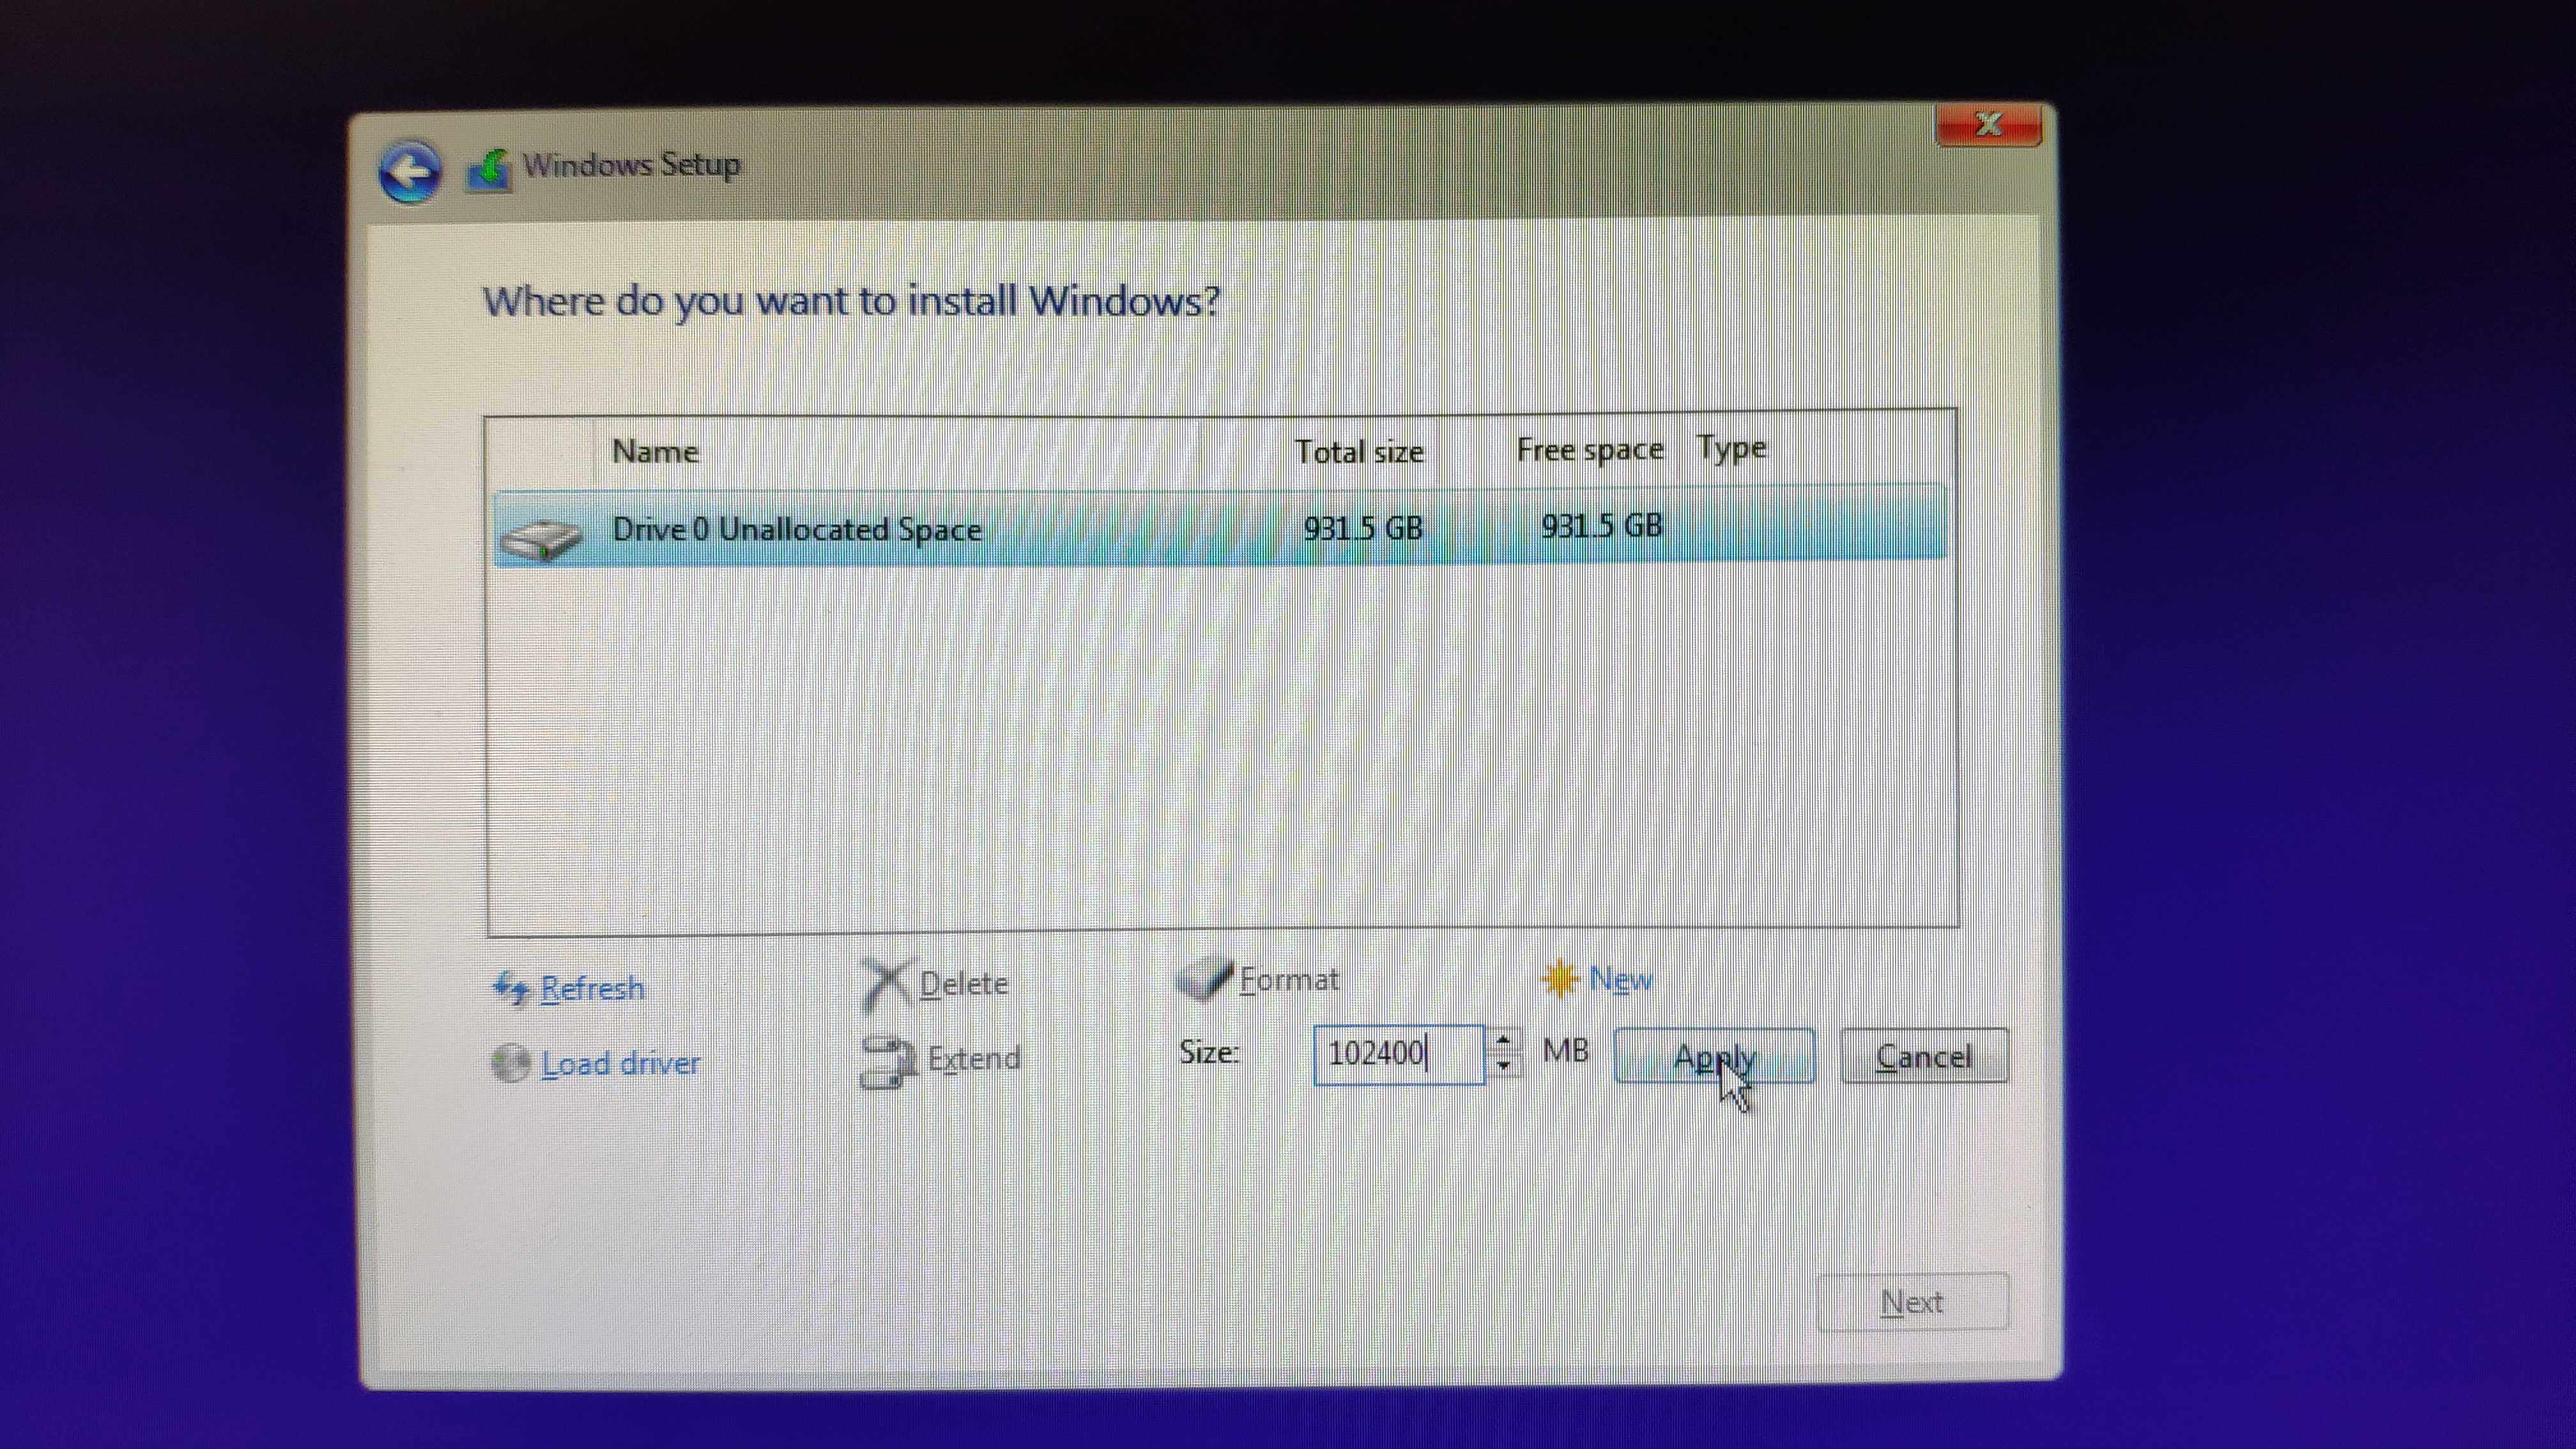 Windows Setup
Where do you want to install Windows?
Name Total size Free space Type
Drive 0 Unallocated Space 931.5 GB 931.5 GB
Refresh Delete Format New
Load driver Extend Size: 102400 MB Apply Cancel
Next